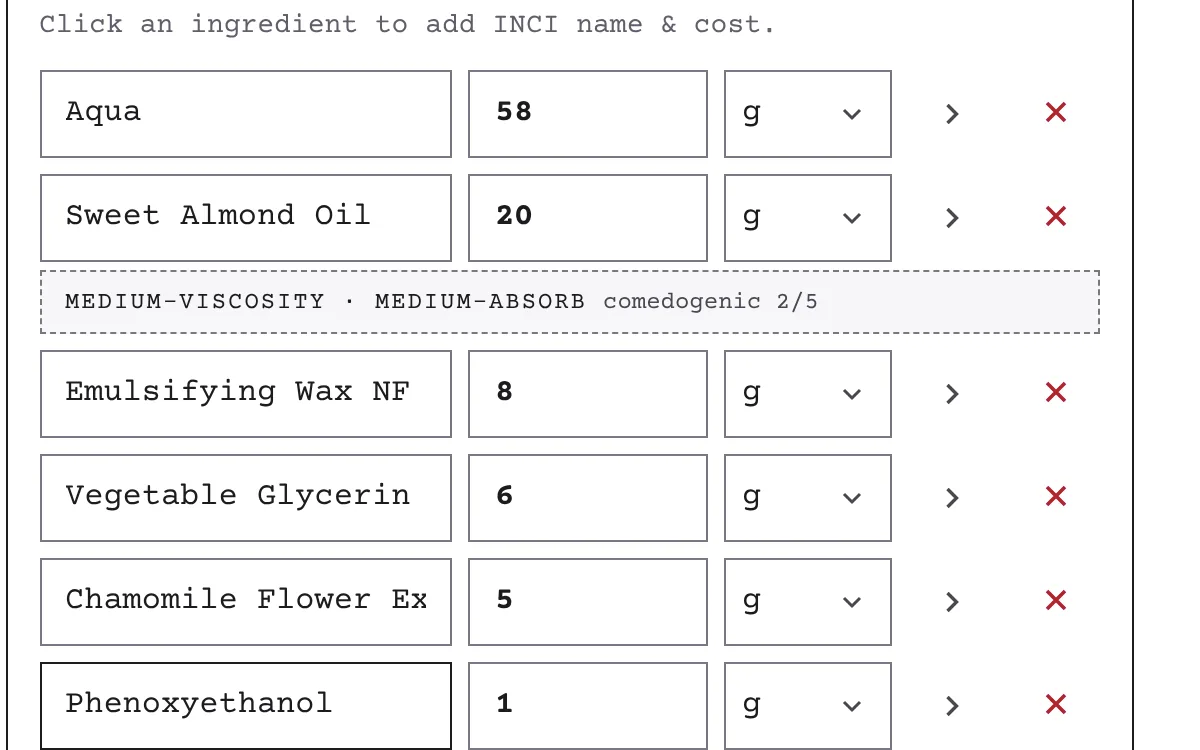 Click an ingredient to add INCI name & cost.
Aqua 58 g
Sweet Almond Oil 20 g
MEDIUM-VISCOSITY · MEDIUM-ABSORB comedogenic 2/5
Emulsifying Wax NF 8 g
Vegetable Glycerin 6 g
Chamomile Flower Ex 5 g
Phenoxyethanol 1 g